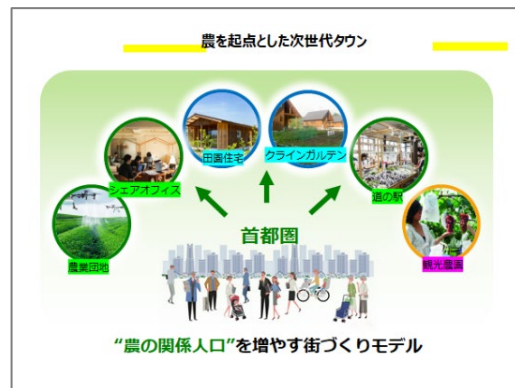 農を起点とした次世代タウン
田園住宅
クラインガルテン
シェアオフィス
道の駅
農業団地
観光農園
首都圏
“農の関係人口”を増やす街づくりモデル